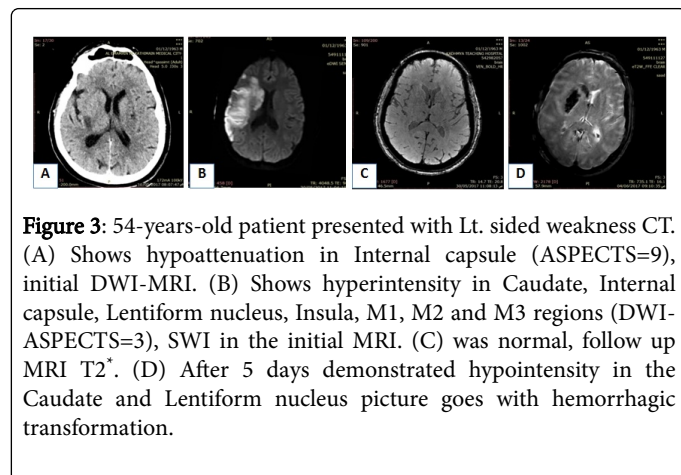 A
B
C
D
Figure 3: 54-years-old patient presented with Lt. sided weakness CT.
(A) Shows hypoattenuation in Internal capsule (ASPECTS=9),
initial DWI-MRI. (B) Shows hyperintensity in Caudate, Internal
capsule, Lentiform nucleus, Insula, M1, M2 and M3 regions (DWI-
ASPECTS=3), SWI in the initial MRI. (C) was normal, follow up
MRI T2*. (D) After 5 days demonstrated hypointensity in the
Caudate and Lentiform nucleus picture goes with hemorrhagic
transformation.